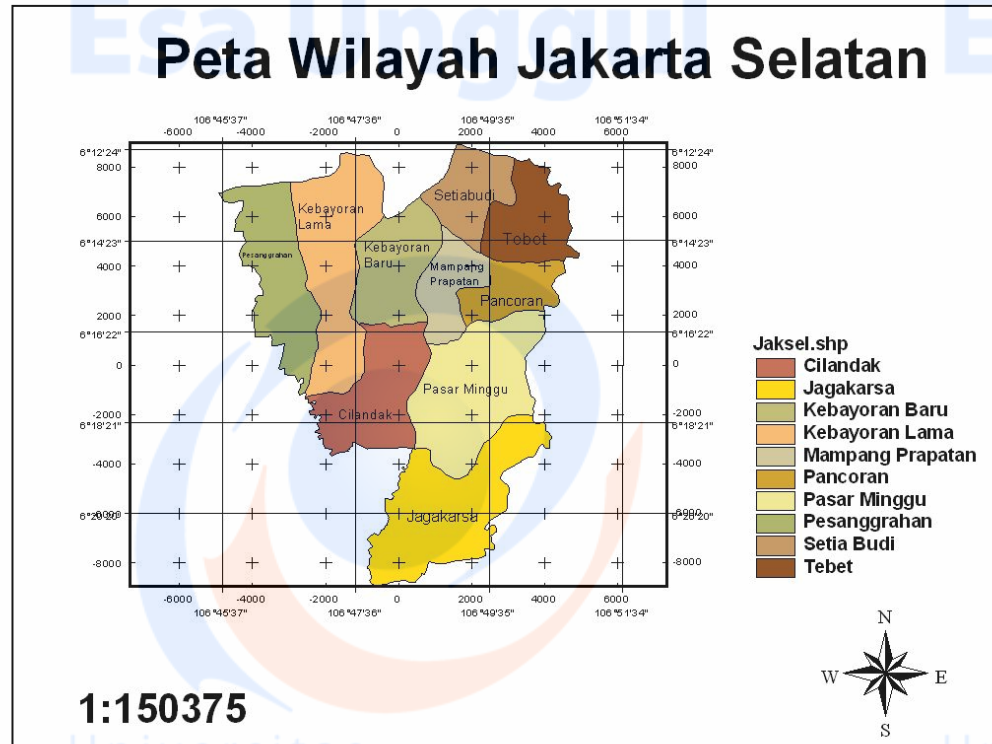 Esa Unggul
Peta Wilayah Jakarta Selatan
106°45'37" 106°47'36" 106°49'35" 106°51'34"
-6000 -4000 -2000 0 2000 4000 6000
6°12'24" 6°12'24"
8000 8000
Setiabudi
Kebayoran
Lama
6000 6000
Tobot
6°14'23" 6°14'23"
Kebayoran
Baru
Pesanggrahan
4000 4000
Mampang
Prapatan
Pancoran
2000 2000
6°16'22" 6°16'22"
0 0
Pasar Minggu
-2000 -2000
Cilandak
6°18'21" 6°18'21"
-4000 -4000
Jagakarsa
-8000 -8000
-6000 -4000 -2000 0 2000 4000 6000
106°45'37" 106°47'36" 106°49'35" 106°51'34"
Jaksel.shp
Cilandak
Jagakarsa
Kebayoran Baru
Kebayoran Lama
Mampang Prapatan
Pancoran
Pasar Minggu
Pesanggrahan
Setia Budi
Tebet
N
W E
S
1:150375